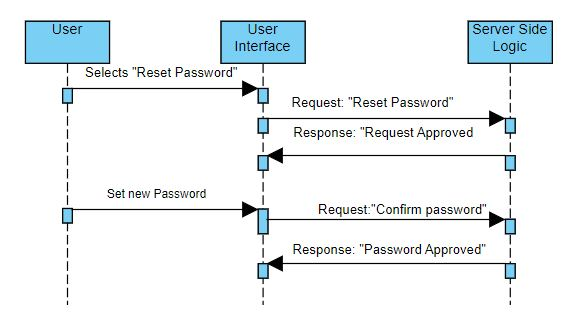 User
User
Interface
Server Side
Logic
Selects "Reset Password"
Request: "Reset Password"
Response: "Request Approved
Set new Password
Request:"Confirm password"
Response: "Password Approved"